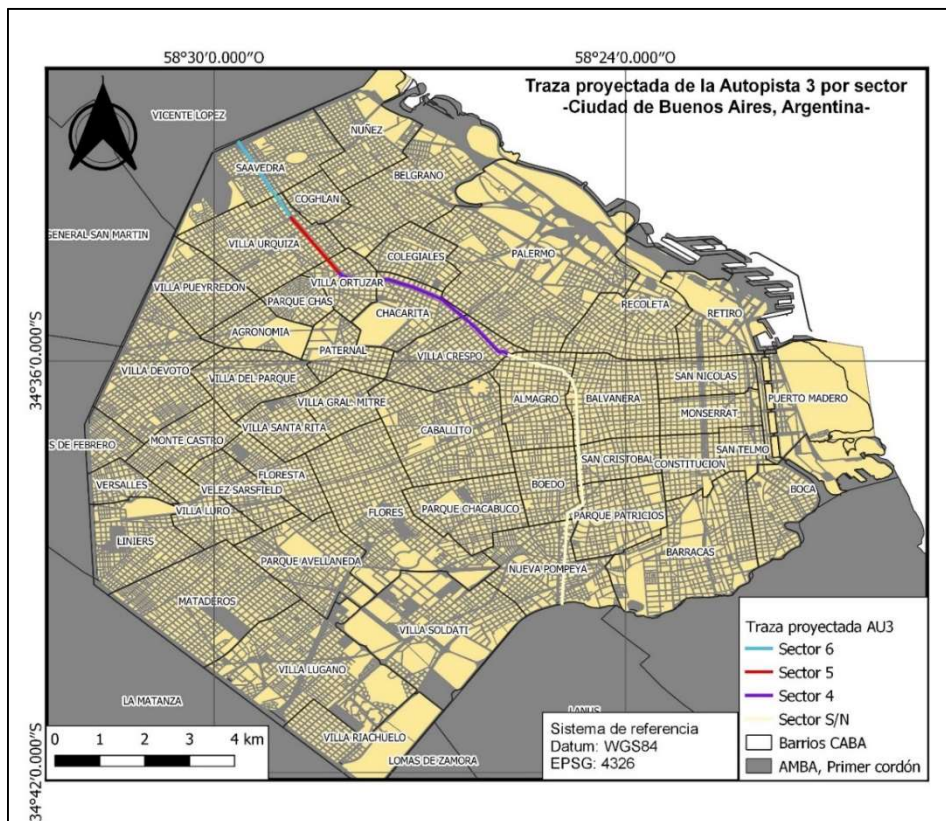 58°30'0.000"O
58°24'0.000"O
Traza proyectada de la Autopista 3 por sector
-Ciudad de Buenos Aires, Argentina-
VICENTE LOPEZ
NUÑEZ
SAAVEDRA
BELGRANO
COGHLAN
GENERAL SAN MARTIN
VILLA URQUIZA
COLEGIALES
PALERMO
VILLA PUEYRREDON
VILLA ORTUZAR
PARQUE CHAS
RECOLETA
CHACARITA
RETIRO
AGRONOMIA
34°36'0.000"S
PATERNAL
VILLA CRESPO
VILLA DEVOTO
VILLA DEL PARQUE
SAN NICOLAS
PUERTO MADERO
VILLA GRAL. MITRE
ALMAGRO
BALVANERA
MONSERRAT
VILLA SANTA RITA
CABALLITO
S DE FEBRERO
MONTE CASTRO
SAN TELMO
SAN CRISTOBAL
CONSTITUCION
FLORESTA
VERSALLES
VELEZ SARSFIELD
BOEDO
BOCA
VILLA LURO
FLORES
PARQUE CHACABUCO
PARQUE PATRICIOS
LINIERS
BARRACAS
PARQUE AVELLANEDA
NUEVA POMPEYA
MATADEROS
VILLA SOLDATI
VILLA LUGANO
LA MATANZA
LANUS
VILLA RIACHUELO
LOMAS DE ZAMORA
34°42'0.000"S
0 1 2 3 4 km
Sistema de referencia
Datum: WGS84
EPSG: 4326
Traza proyectada AU3
Sector 6
Sector 5
Sector 4
Sector S/N
Barrios CABA
AMBA, Primer cordón